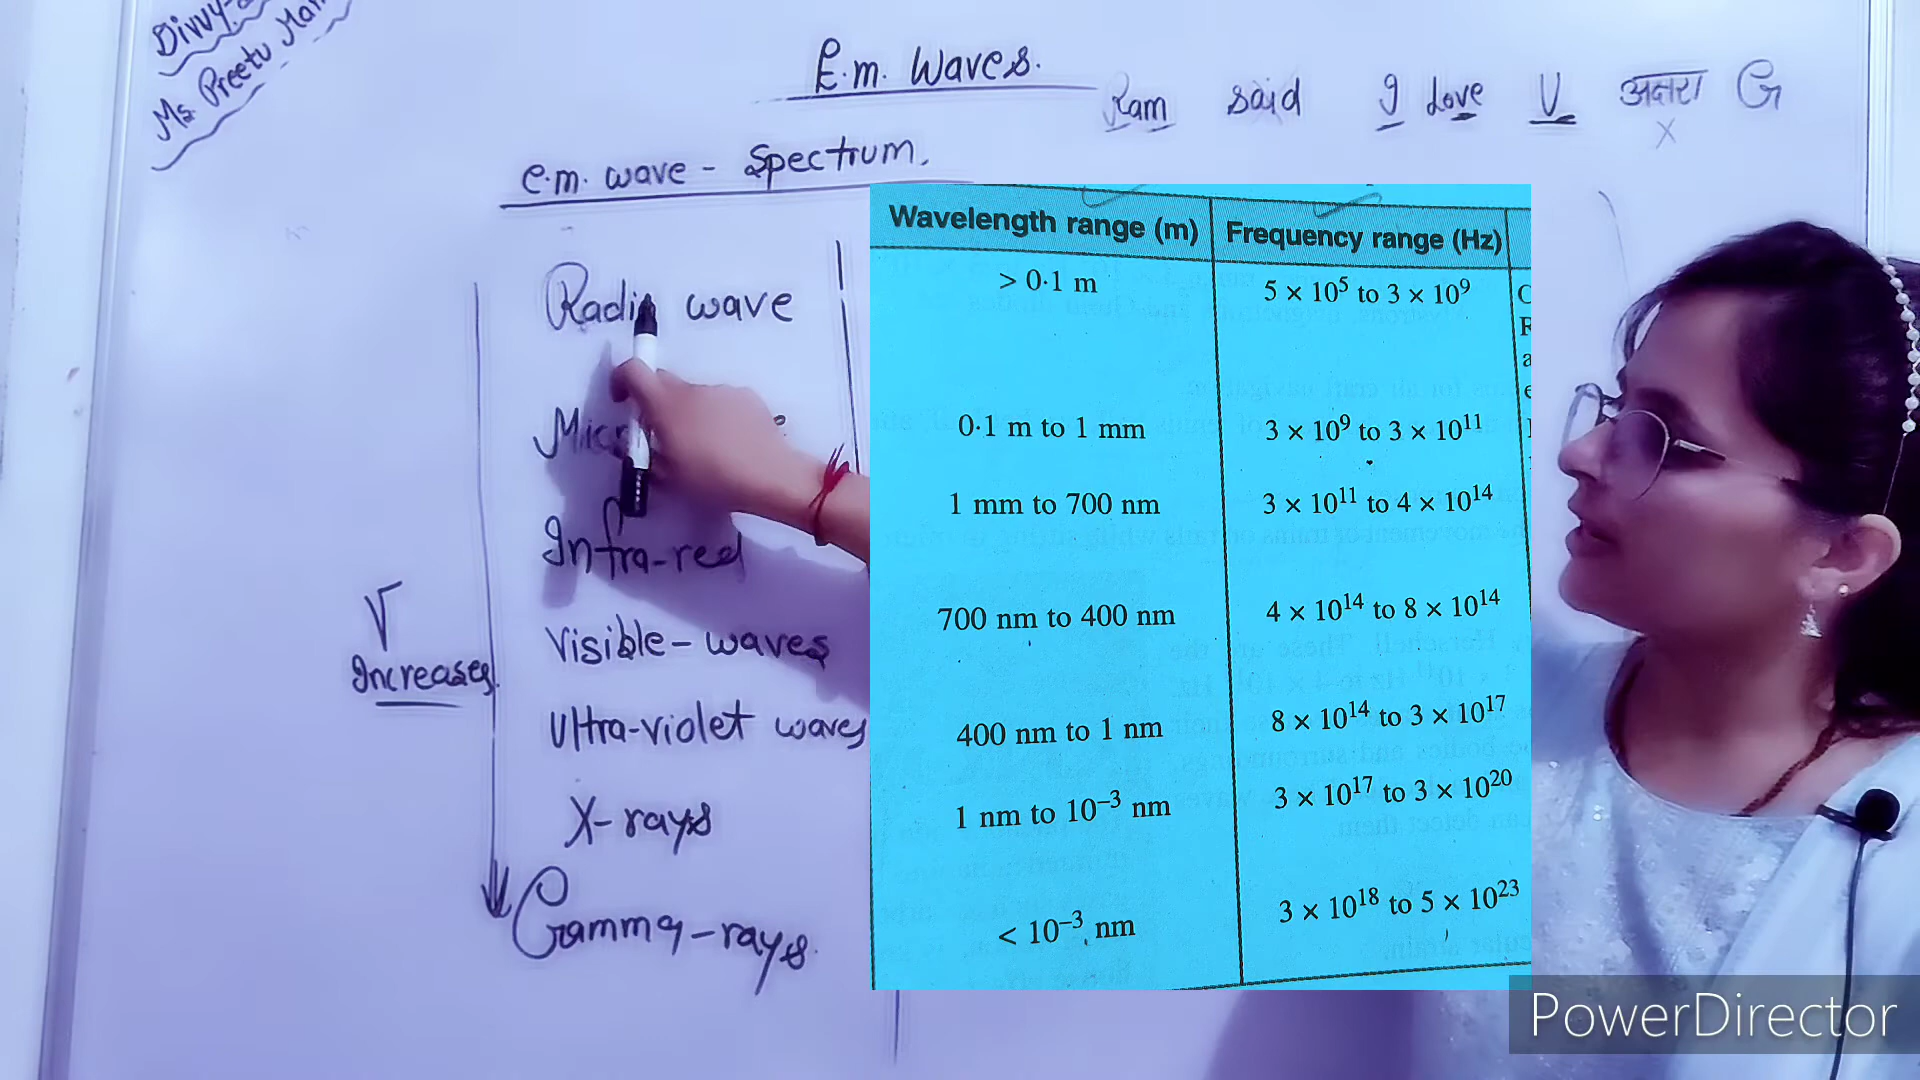 Ms. Preetu Mam
E.m. Waves.
Ram said I Love U अक्षरा G
X
e.m. wave - Spectrum.
Radio wave
Infra-red
Visible-waves
Ultra-violet waves
X-rays
Gamma-rays.
ν
Increases
Wavelength range (m) Frequency range (Hz)
> 0·1 m 5 × 10⁵ to 3 × 10⁹
0·1 m to 1 mm 3 × 10⁹ to 3 × 10¹¹
1 mm to 700 nm 3 × 10¹¹ to 4 × 10¹⁴
700 nm to 400 nm 4 × 10¹⁴ to 8 × 10¹⁴
400 nm to 1 nm 8 × 10¹⁴ to 3 × 10¹⁷
1 nm to 10⁻³ nm 3 × 10¹⁷ to 3 × 10²⁰
< 10⁻³ nm 3 × 10¹⁸ to 5 × 10²³
PowerDirector